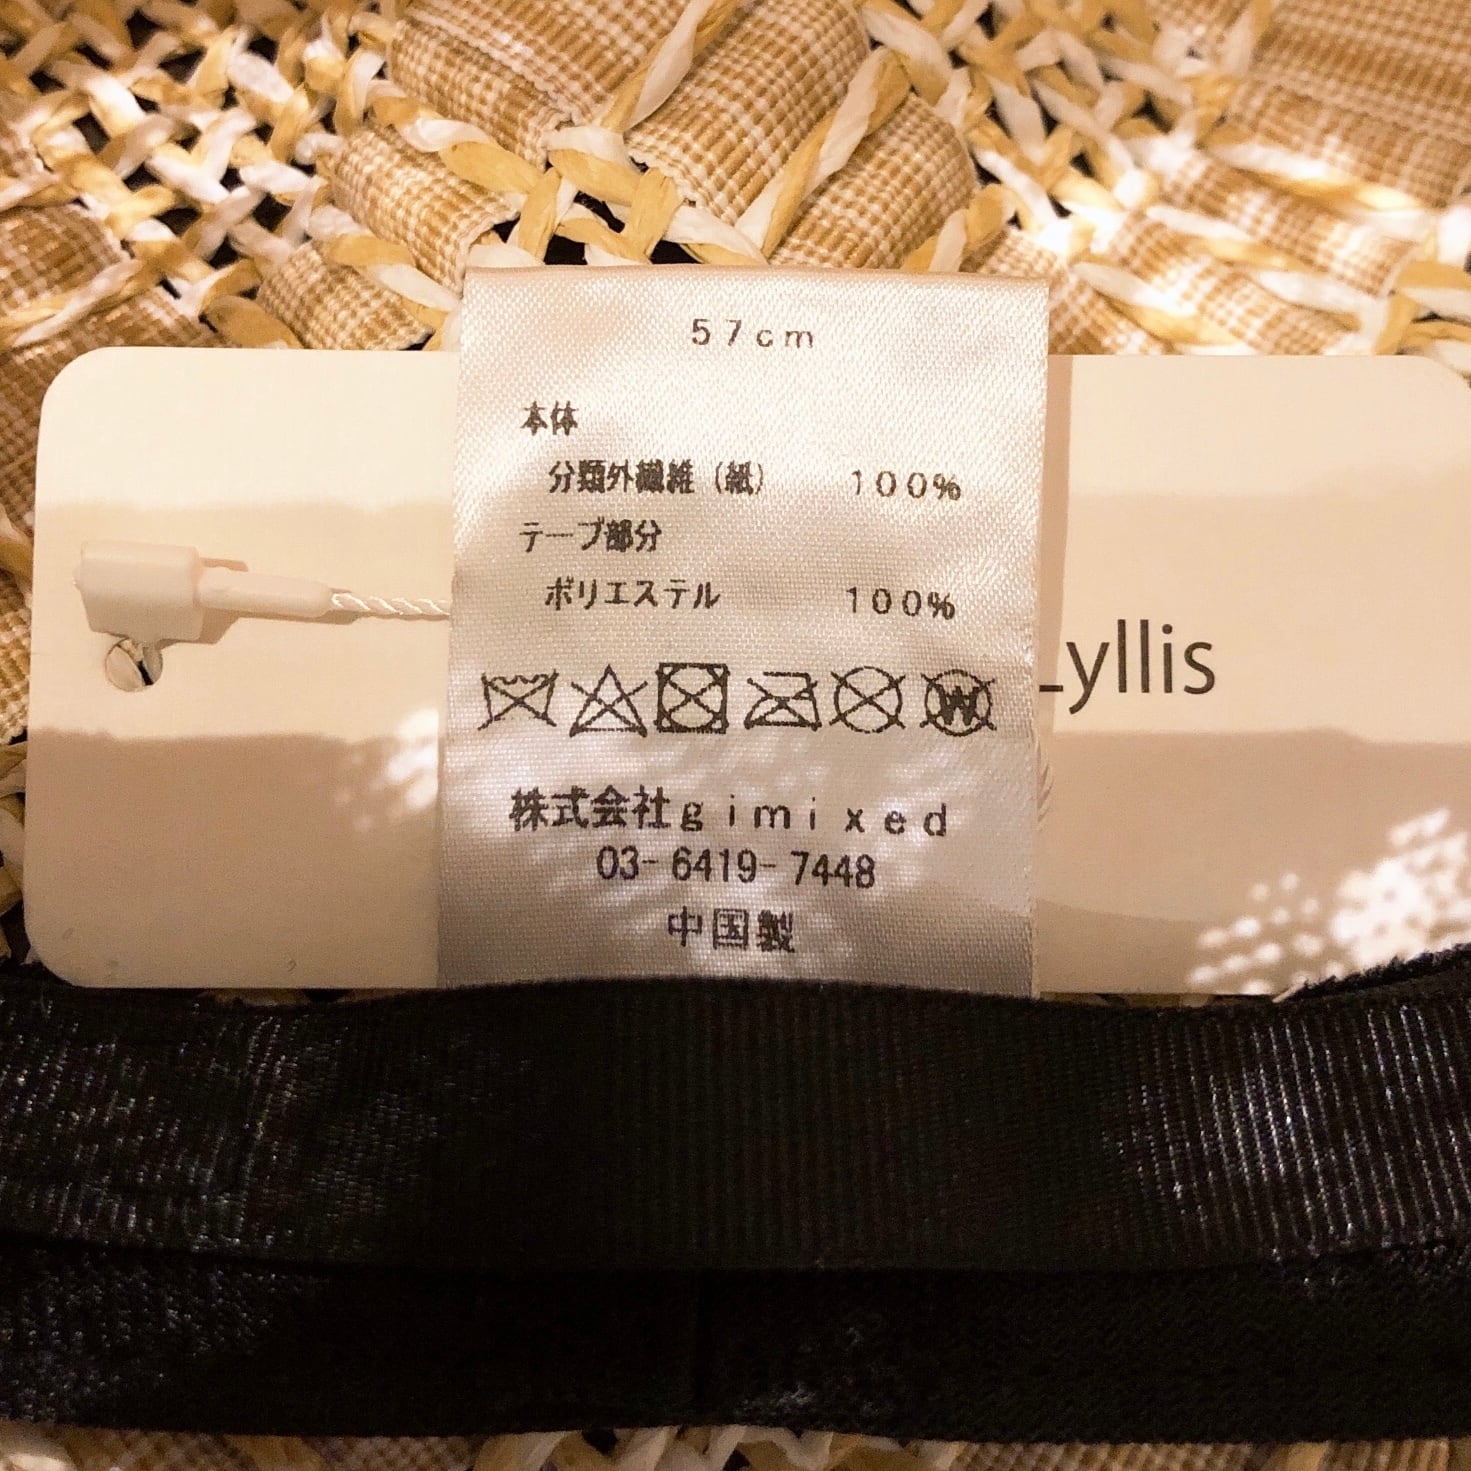 57cm
本体
分類外繊維（紙） 100%
テープ部分
ポリエステル 100%
W
Lyllis
株式会社gimixed
03-6419-7448
中国製